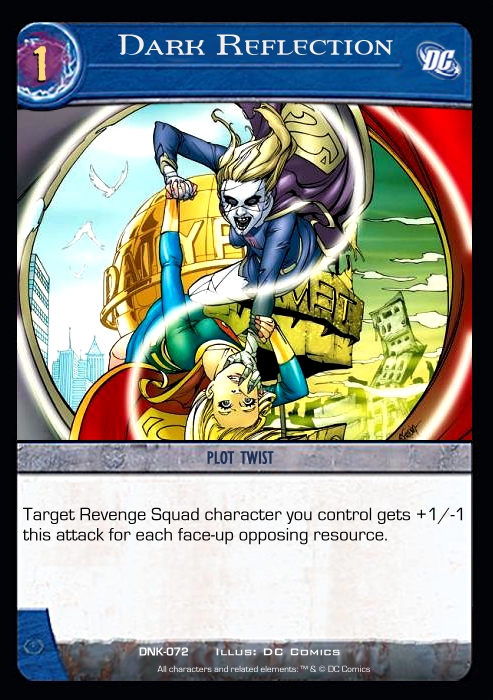 1
DARK REFLECTION
DC
DAILY P
PLOT TWIST
Target Revenge Squad character you control gets +1/-1
this attack for each face-up opposing resource.
DNK-072 ILLUS: DC COMICS
All characters and related elements: ™ & © DC Comics